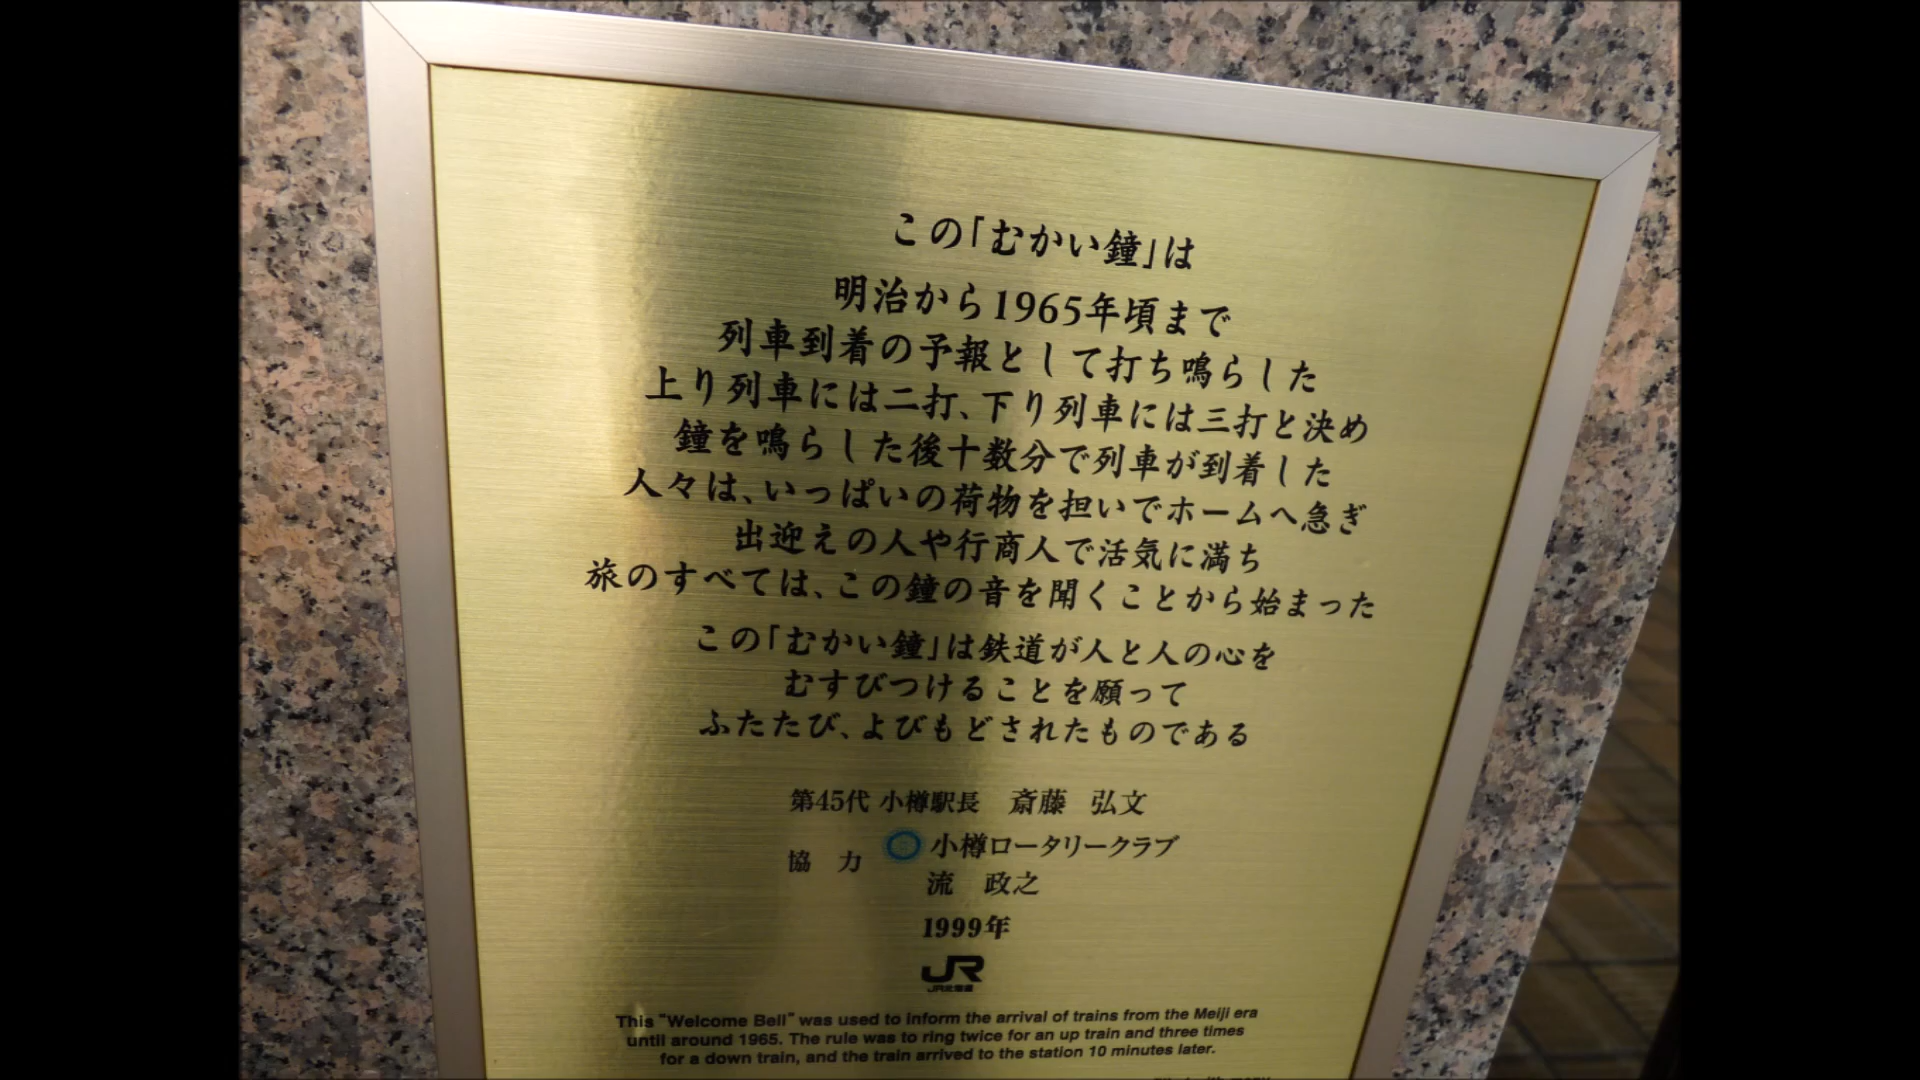 この「むかい鐘」は
明治から1965年頃まで
列車到着の予報として打ち鳴らした
上り列車には二打、下り列車には三打と決め
鐘を鳴らした後十数分で列車が到着した
人々は、いっぱいの荷物を担いでホームへ急ぎ
出迎えの人や行商人で活気に満ち
旅のすべては、この鐘の音を聞くことから始まった
この「むかい鐘」は鉄道が人と人の心を
むすびつけることを願って
ふたたび、よびもどされたものである
第45代 小樽駅長 斎藤 弘文
協 力 小樽ロータリークラブ
流 政之
1999年
JR
JR北海道
This "Welcome Bell" was used to inform the arrival of trains from the Meiji era
until around 1965. The rule was to ring twice for an up train and three times
for a down train, and the train arrived to the station 10 minutes later.